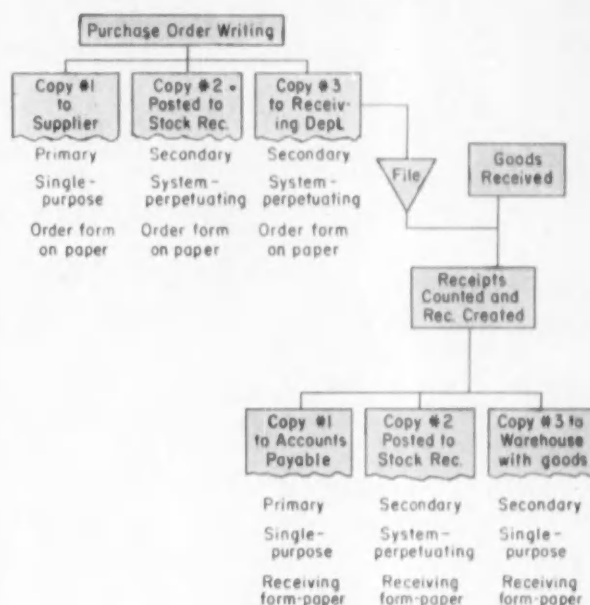 Purchase Order Writing
Copy #1
to
Supplier
Primary
Single-
purpose
Order form
on paper
Copy #2
Posted to
Stock Rec.
Secondary
System-
perpetuating
Order form
on paper
Copy #3
to Receiv-
ing Dept.
Secondary
System-
perpetuating
Order form
on paper
File
Goods
Received
Receipts
Counted and
Rec. Created
Copy #1
to Accounts
Payable
Primary
Single-
purpose
Receiving
form-paper
Copy #2
Posted to
Stock Rec.
Secondary
System-
perpetuating
Receiving
form-paper
Copy #3 to
Warehouse
with goods
Secondary
Single-
purpose
Receiving
form-paper